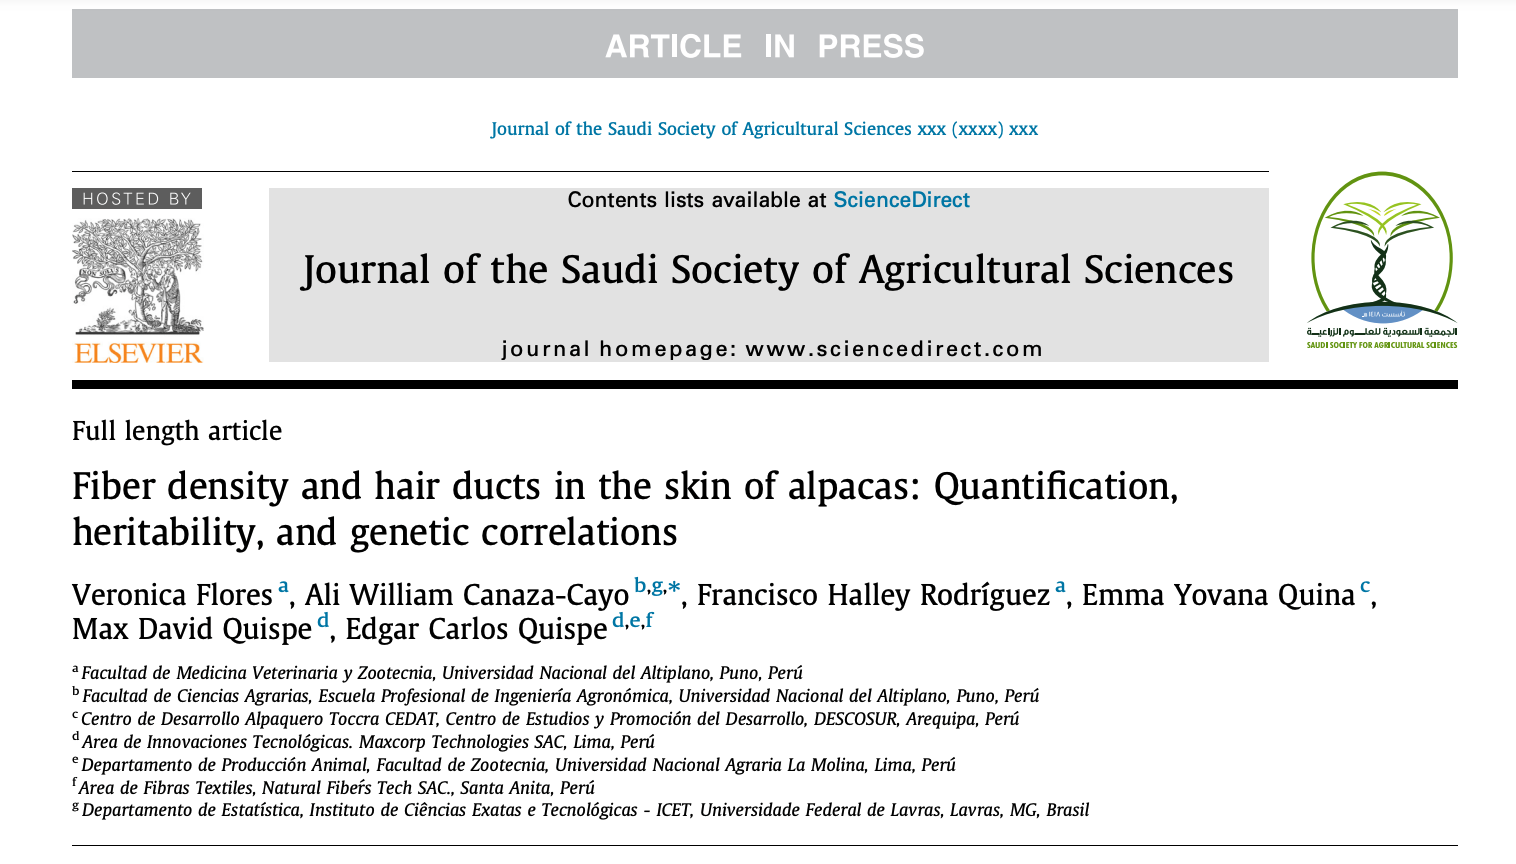 ARTICLE IN PRESS
Journal of the Saudi Society of Agricultural Sciences xxx (xxxx) xxx
HOSTED BY
ELSEVIER
Contents lists available at ScienceDirect
Journal of the Saudi Society of Agricultural Sciences
journal homepage: www.sciencedirect.com
الجمعية السعودية للعلـــوم الزراعيـــة
SAUDI SOCIETY FOR AGRICULTURAL SCIENCES
Full length article
Fiber density and hair ducts in the skin of alpacas: Quantification,
heritability, and genetic correlations
Veronica Flores a, Ali William Canaza-Cayo b,g,*, Francisco Halley Rodríguez a, Emma Yovana Quina c,
Max David Quispe d, Edgar Carlos Quispe d,e,f
a Facultad de Medicina Veterinaria y Zootecnia, Universidad Nacional del Altiplano, Puno, Perú
b Facultad de Ciencias Agrarias, Escuela Profesional de Ingeniería Agronómica, Universidad Nacional del Altiplano, Puno, Perú
c Centro de Desarrollo Alpaquero Toccra CEDAT, Centro de Estudios y Promoción del Desarrollo, DESCOSUR, Arequipa, Perú
d Area de Innovaciones Tecnológicas. Maxcorp Technologies SAC, Lima, Perú
e Departamento de Producción Animal, Facultad de Zootecnia, Universidad Nacional Agraria La Molina, Lima, Perú
f Area de Fibras Textiles, Natural Fibeŕs Tech SAC., Santa Anita, Perú
g Departamento de Estatística, Instituto de Ciências Exatas e Tecnológicas - ICET, Universidade Federal de Lavras, Lavras, MG, Brasil